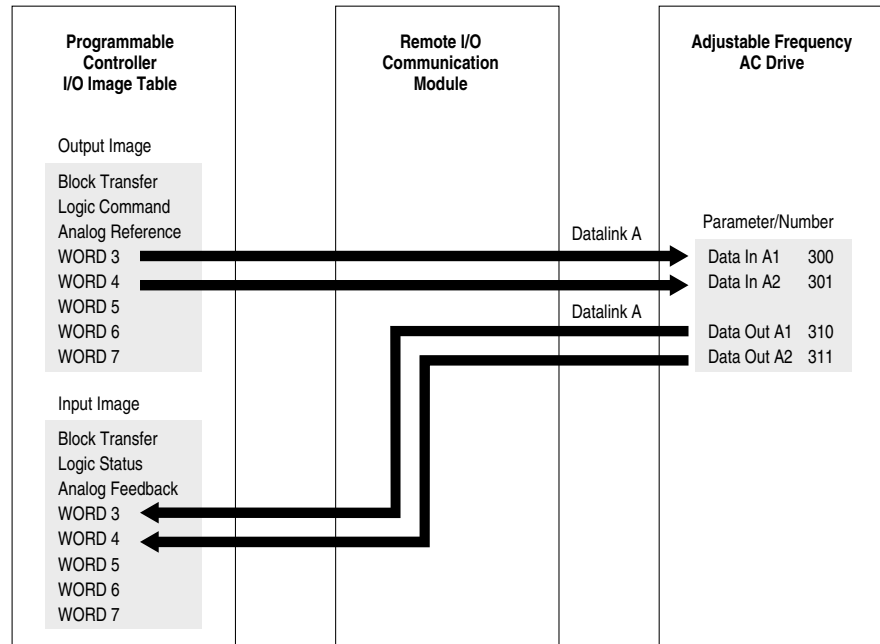 Programmable
Controller
I/O Image Table
Remote I/O
Communication
Module
Adjustable Frequency
AC Drive
Output Image
Block Transfer
Logic Command
Analog Reference
WORD 3
WORD 4
WORD 5
WORD 6
WORD 7
Datalink A
Datalink A
Parameter/Number
Data In A1 300
Data In A2 301
Data Out A1 310
Data Out A2 311
Input Image
Block Transfer
Logic Status
Analog Feedback
WORD 3
WORD 4
WORD 5
WORD 6
WORD 7